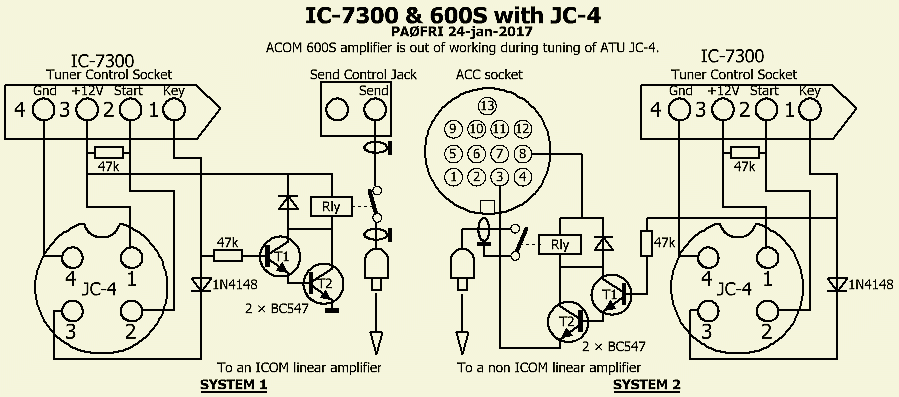 IC-7300 & 600S with JC-4
PAØFRI 24-jan-2017
ACOM 600S amplifier is out of working during tuning of ATU JC-4.
IC-7300
Tuner Control Socket
Gnd +12V Start Key
4 3 2 1
47k
Send Control Jack
Send
Rly
47k
T1
T2
2 × BC547
1N4148
4 1
JC-4
3 2
To an ICOM linear amplifier
SYSTEM 1
ACC socket
13
9 10 11 12
5 6 7 8
1 2 3 4
Rly
T1
T2
2 × BC547
47k
IC-7300
Tuner Control Socket
Gnd +12V Start Key
4 3 2 1
47k
1N4148
4 1
JC-4
3 2
To a non ICOM linear amplifier
SYSTEM 2